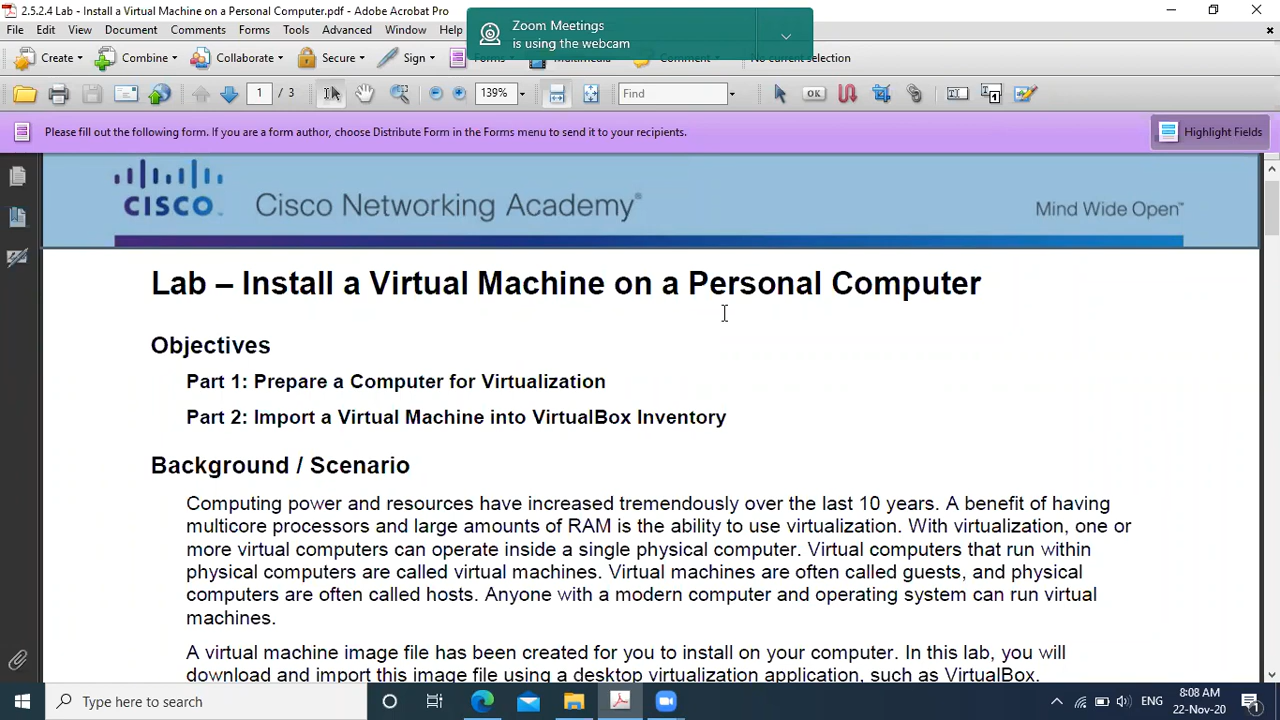 2.5.2.4 Lab - Install a Virtual Machine on a Personal Computer.pdf - Adobe Acrobat Pro
Zoom Meetings
is using the webcam
File Edit View Document Comments Forms Tools Advanced Window Help
Create Combine Collaborate Secure Sign Forms Multimedia Comment No current selection
1 / 3 139% Find
Please fill out the following form. If you are a form author, choose Distribute Form in the Forms menu to send it to your recipients.
Highlight Fields
CISCO Cisco Networking Academy® Mind Wide Open™
Lab – Install a Virtual Machine on a Personal Computer
Objectives
Part 1: Prepare a Computer for Virtualization
Part 2: Import a Virtual Machine into VirtualBox Inventory
Background / Scenario
Computing power and resources have increased tremendously over the last 10 years. A benefit of having
multicore processors and large amounts of RAM is the ability to use virtualization. With virtualization, one or
more virtual computers can operate inside a single physical computer. Virtual computers that run within
physical computers are called virtual machines. Virtual machines are often called guests, and physical
computers are often called hosts. Anyone with a modern computer and operating system can run virtual
machines.
A virtual machine image file has been created for you to install on your computer. In this lab, you will
download and import this image file using a desktop virtualization application, such as VirtualBox.
Type here to search
ENG
8:08 AM
22-Nov-20
1